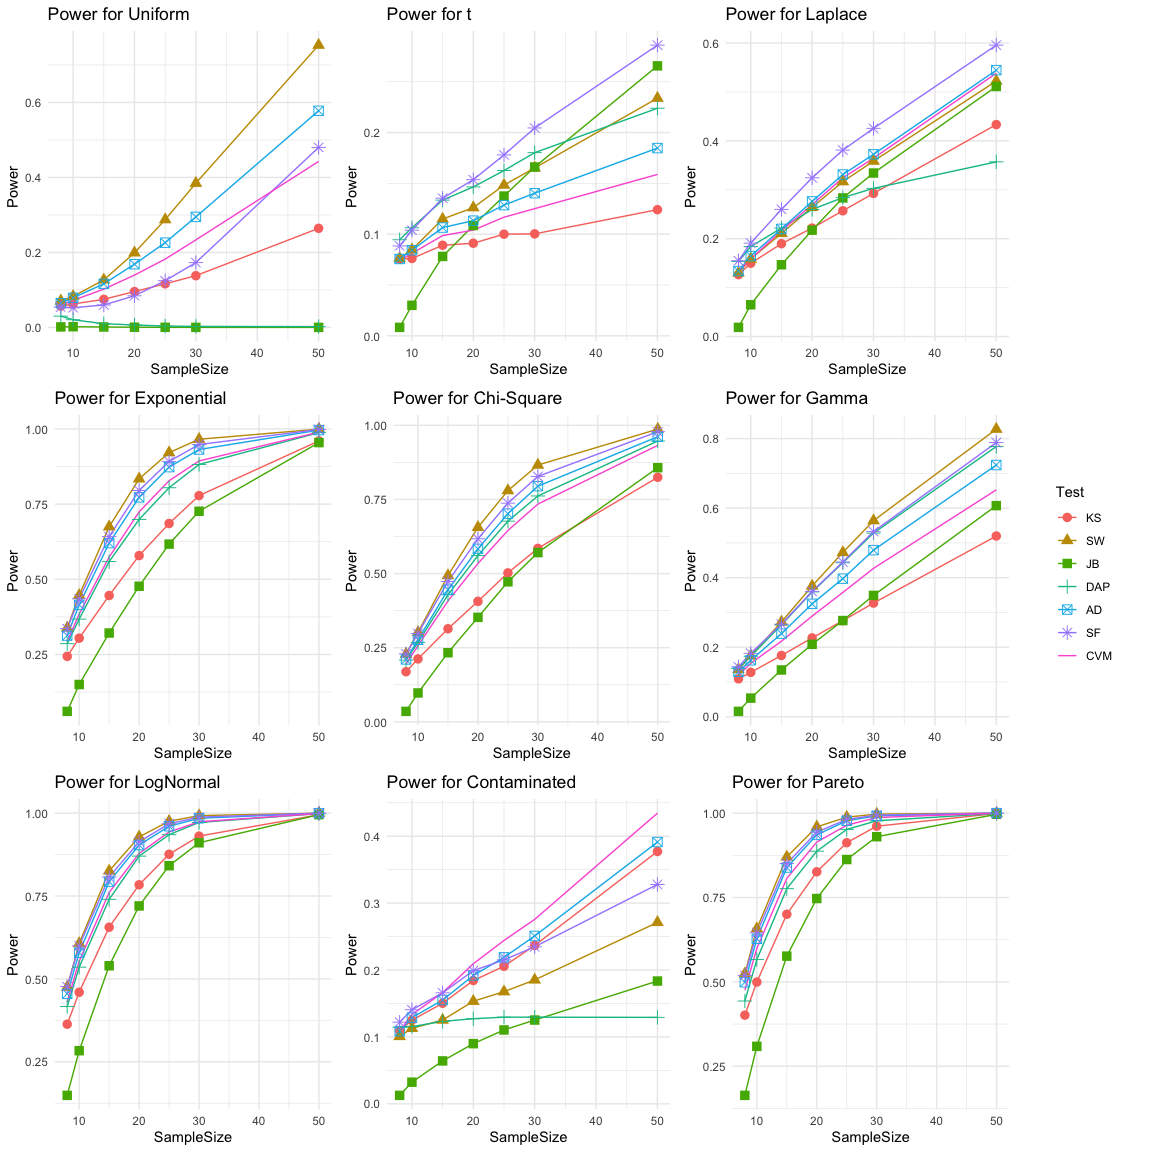 Power for Uniform
Power
0.6
0.4
0.2
0.0
10 20 30 40 50
SampleSize
Power for t
Power
0.2
0.1
0.0
10 20 30 40 50
SampleSize
Power for Laplace
Power
0.6
0.4
0.2
0.0
10 20 30 40 50
SampleSize
Power for Exponential
Power
1.00
0.75
0.50
0.25
10 20 30 40 50
SampleSize
Power for Chi-Square
Power
1.00
0.75
0.50
0.25
0.00
10 20 30 40 50
SampleSize
Power for Gamma
Power
0.8
0.6
0.4
0.2
0.0
10 20 30 40 50
SampleSize
Test
KS
SW
JB
DAP
AD
SF
CVM
Power for LogNormal
Power
1.00
0.75
0.50
0.25
10 20 30 40 50
SampleSize
Power for Contaminated
Power
0.4
0.3
0.2
0.1
0.0
10 20 30 40 50
SampleSize
Power for Pareto
Power
1.00
0.75
0.50
0.25
10 20 30 40 50
SampleSize